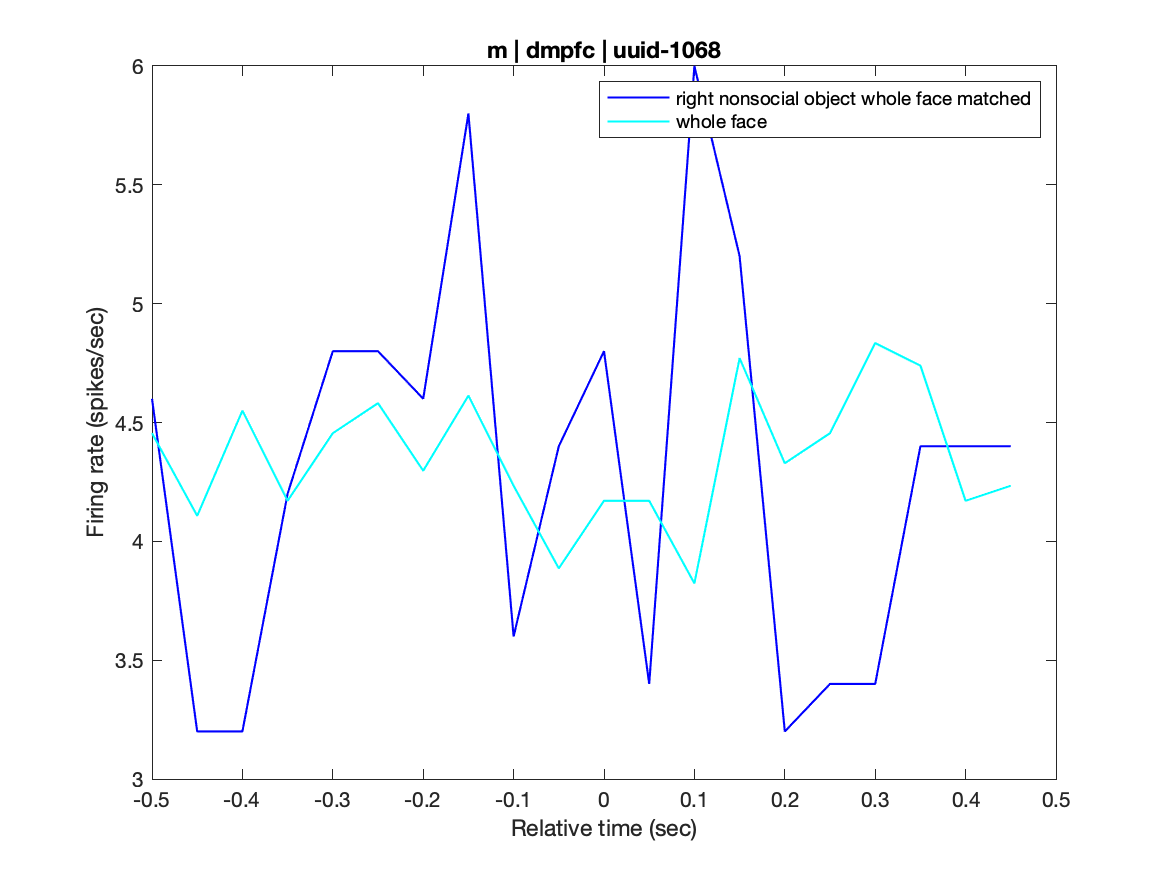 m | dmpfc | uuid-1068
right nonsocial object whole face matched
whole face
6
5.5
5
4.5
4
3.5
3
Firing rate (spikes/sec)
-0.5 -0.4 -0.3 -0.2 -0.1 0 0.1 0.2 0.3 0.4 0.5
Relative time (sec)